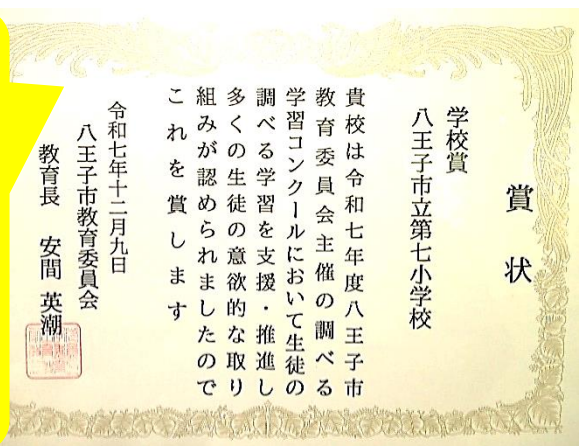 賞状
学校賞
八王子市立第七小学校
貴校は令和七年度八王子市
教育委員会主催の調べる
学習コンクールにおいて生徒の
調べる学習を支援・推進し
多くの生徒の意欲的な取り
組みが認められましたので
これを賞します
令和七年十二月九日
八王子市教育委員会
教育長 安間 英潮